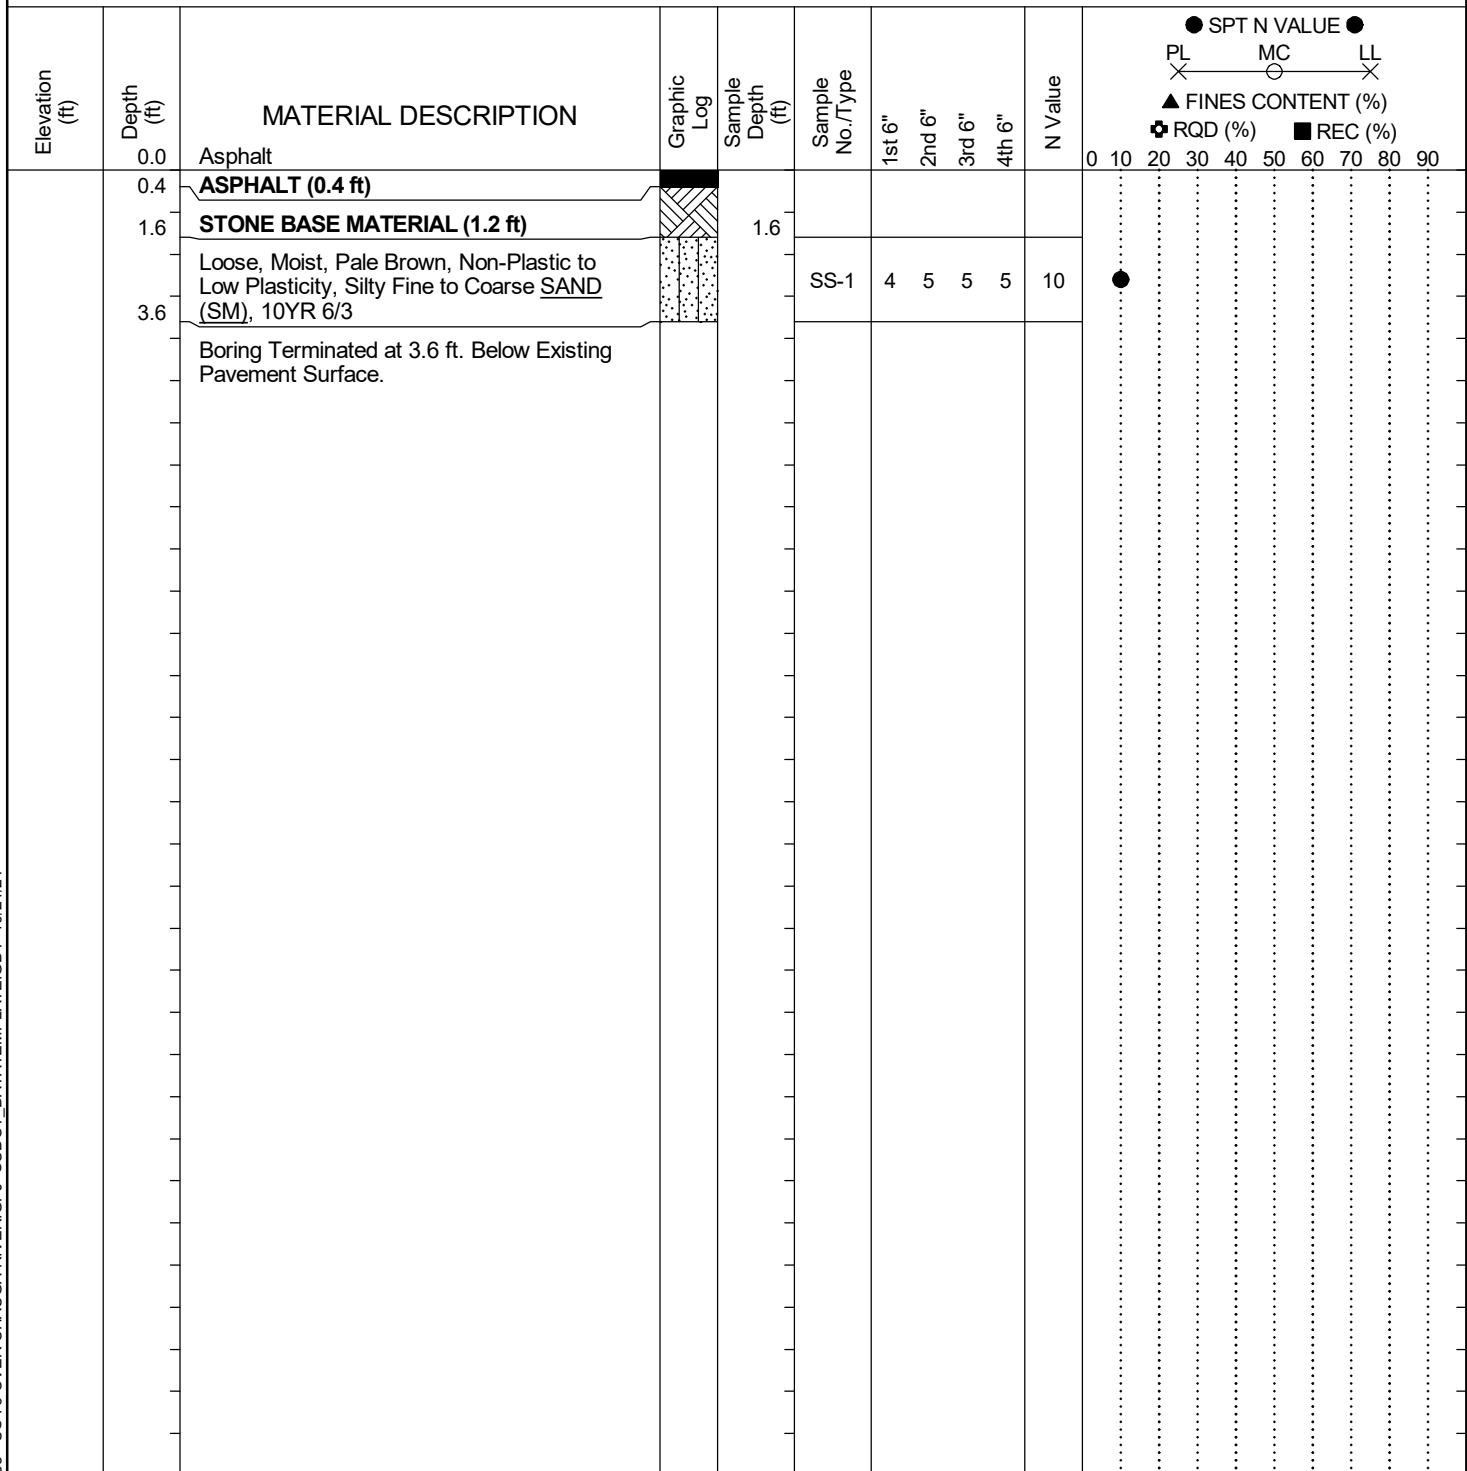 ● SPT N VALUE ●
PL MC LL
▲ FINES CONTENT (%)
RQD (%) ■ REC (%)
Elevation
(ft)
Depth
(ft)
MATERIAL DESCRIPTION
Graphic
Log
Sample
Depth
(ft)
Sample
No./Type
1st 6"
2nd 6"
3rd 6"
4th 6"
N Value
0 10 20 30 40 50 60 70 80 90
0.0 Asphalt
0.4 ASPHALT (0.4 ft)
1.6 STONE BASE MATERIAL (1.2 ft) 1.6
Loose, Moist, Pale Brown, Non-Plastic to
Low Plasticity, Silty Fine to Coarse SAND
SS-1 4 5 5 5 10
3.6 (SM), 10YR 6/3
Boring Terminated at 3.6 ft. Below Existing
Pavement Surface.